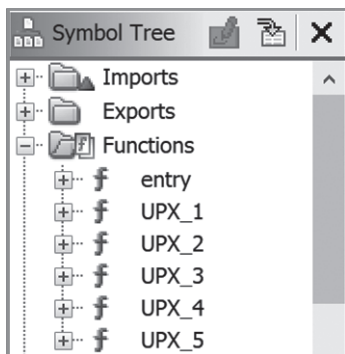 Symbol Tree
Imports
Exports
Functions
f entry
f UPX_1
f UPX_2
f UPX_3
f UPX_4
f UPX_5